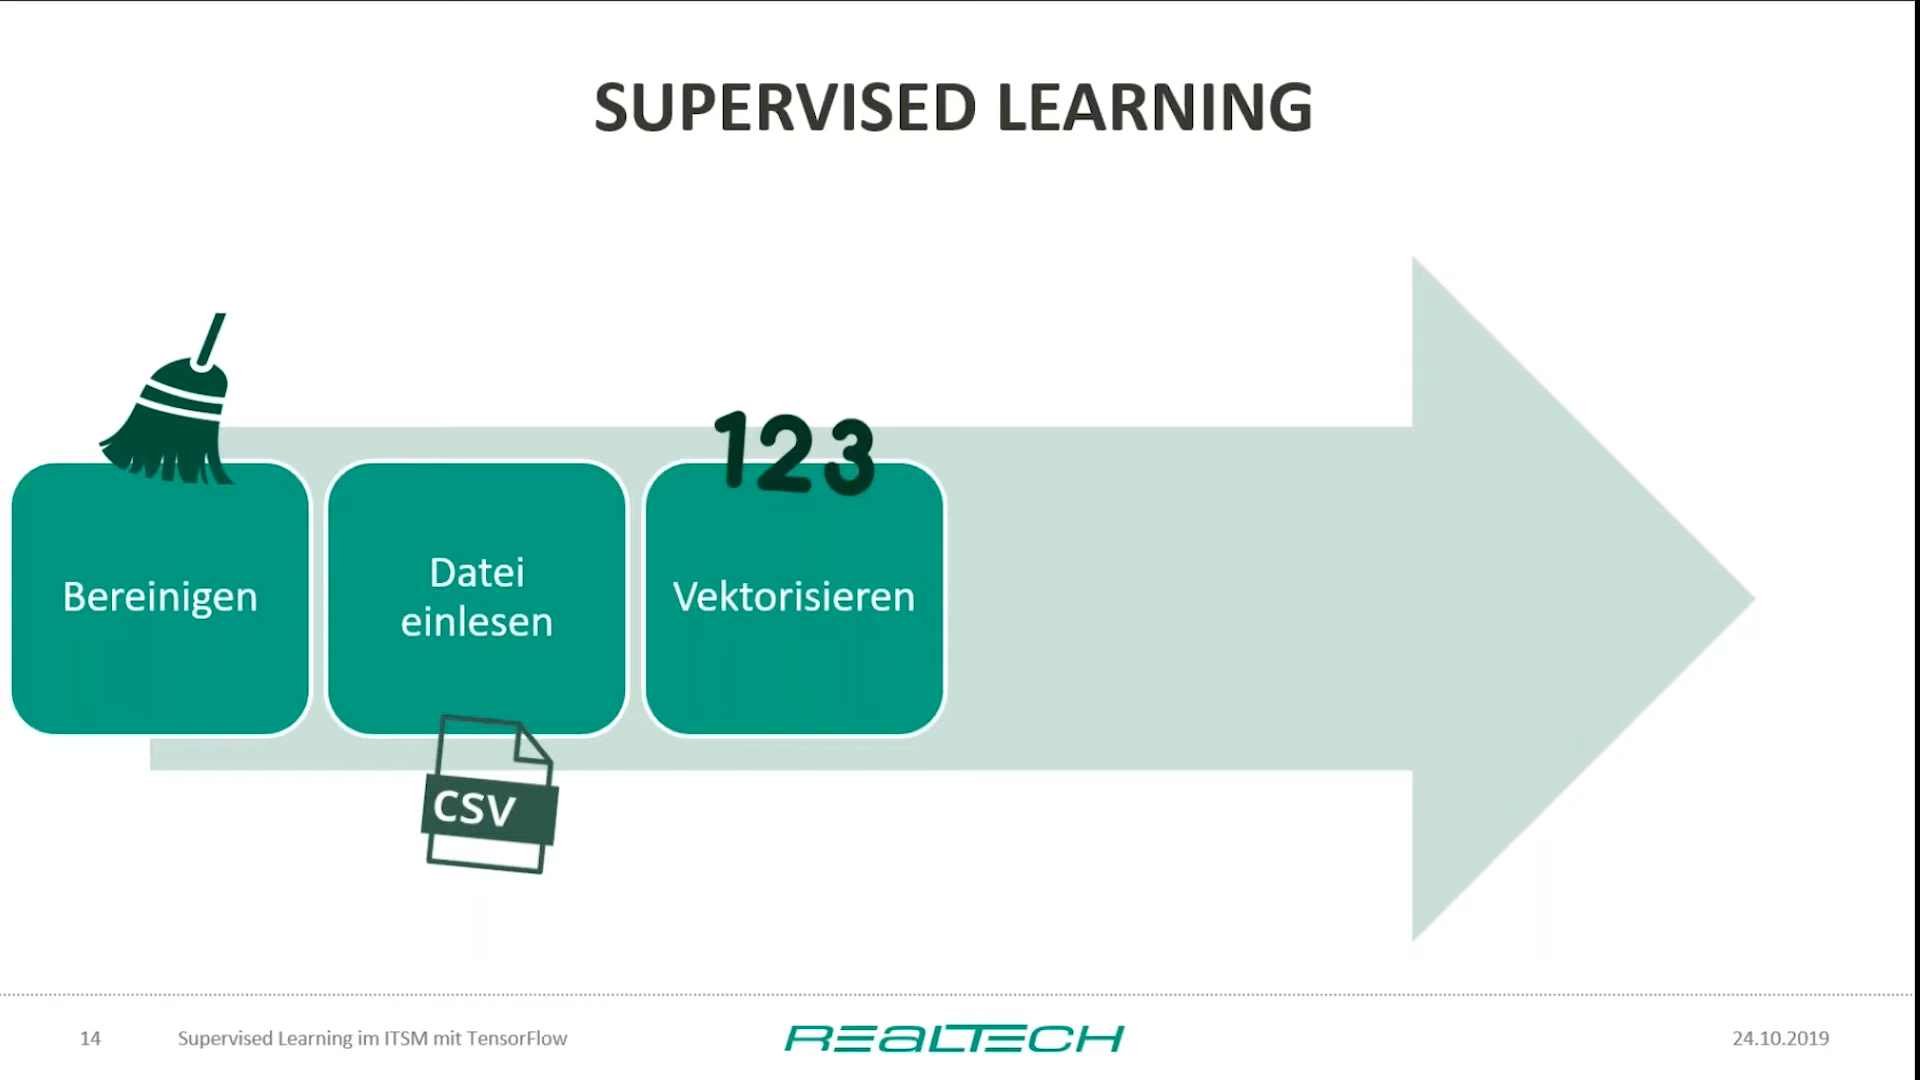 SUPERVISED LEARNING
123
Bereinigen
Datei
einlesen
Vektorisieren
CSV
14
Supervised Learning im ITSM mit TensorFlow
REALTECH
24.10.2019